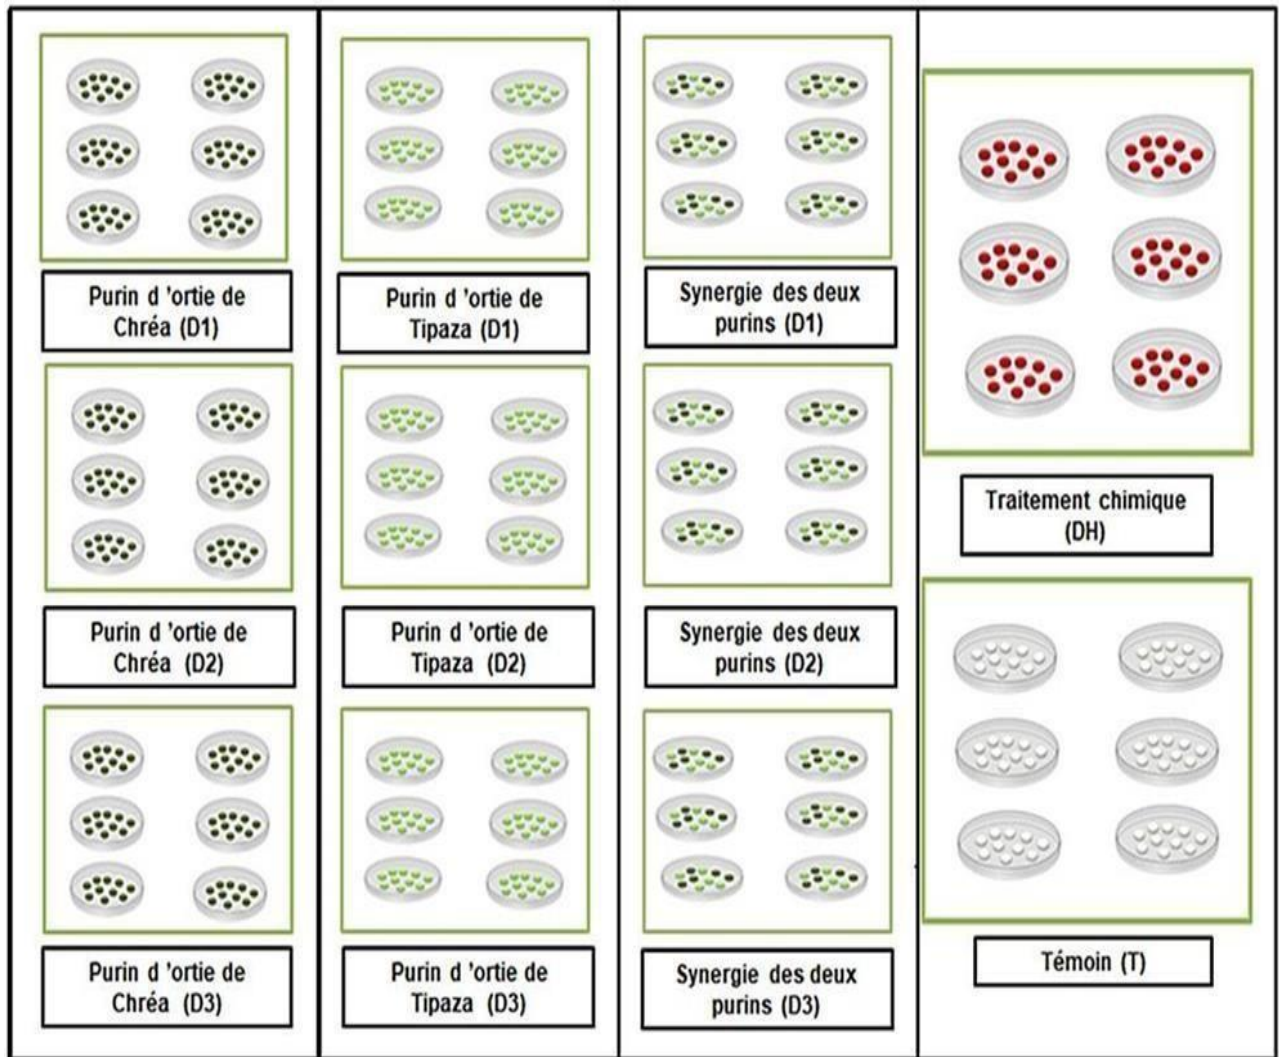 Purin d 'ortie de
Chréa (D1)
Purin d 'ortie de
Tipaza (D1)
Synergie des deux
purins (D1)
Traitement chimique
(DH)
Purin d 'ortie de
Chréa (D2)
Purin d 'ortie de
Tipaza (D2)
Synergie des deux
purins (D2)
Purin d 'ortie de
Chréa (D3)
Purin d 'ortie de
Tipaza (D3)
Synergie des deux
purins (D3)
Témoin (T)